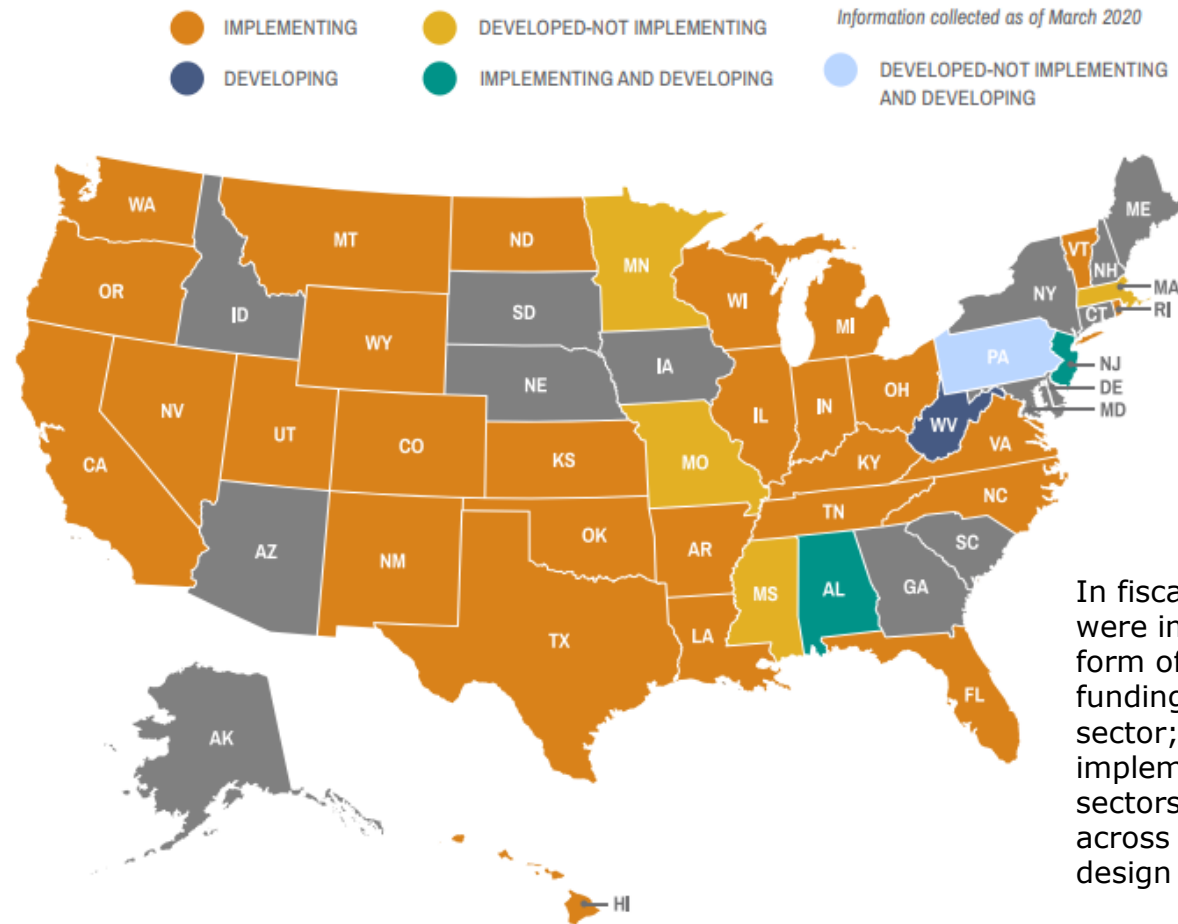 IMPLEMENTING
DEVELOPED-NOT IMPLEMENTING
Information collected as of March 2020
DEVELOPING
IMPLEMENTING AND DEVELOPING
DEVELOPED-NOT IMPLEMENTING
AND DEVELOPING
WA
MT
ND
MN
ME
VT
NH
OR
ID
SD
WI
MI
NY
MA
RI
CT
WY
IA
NE
PA
NJ
DE
MD
NV
UT
CO
IL
IN
OH
WV
VA
CA
KS
MO
KY
AZ
NM
OK
AR
TN
NC
SC
MS
AL
GA
TX
LA
FL
AK
HI
In fisca
were in
form of
funding
sector;
implem
sectors
across
design